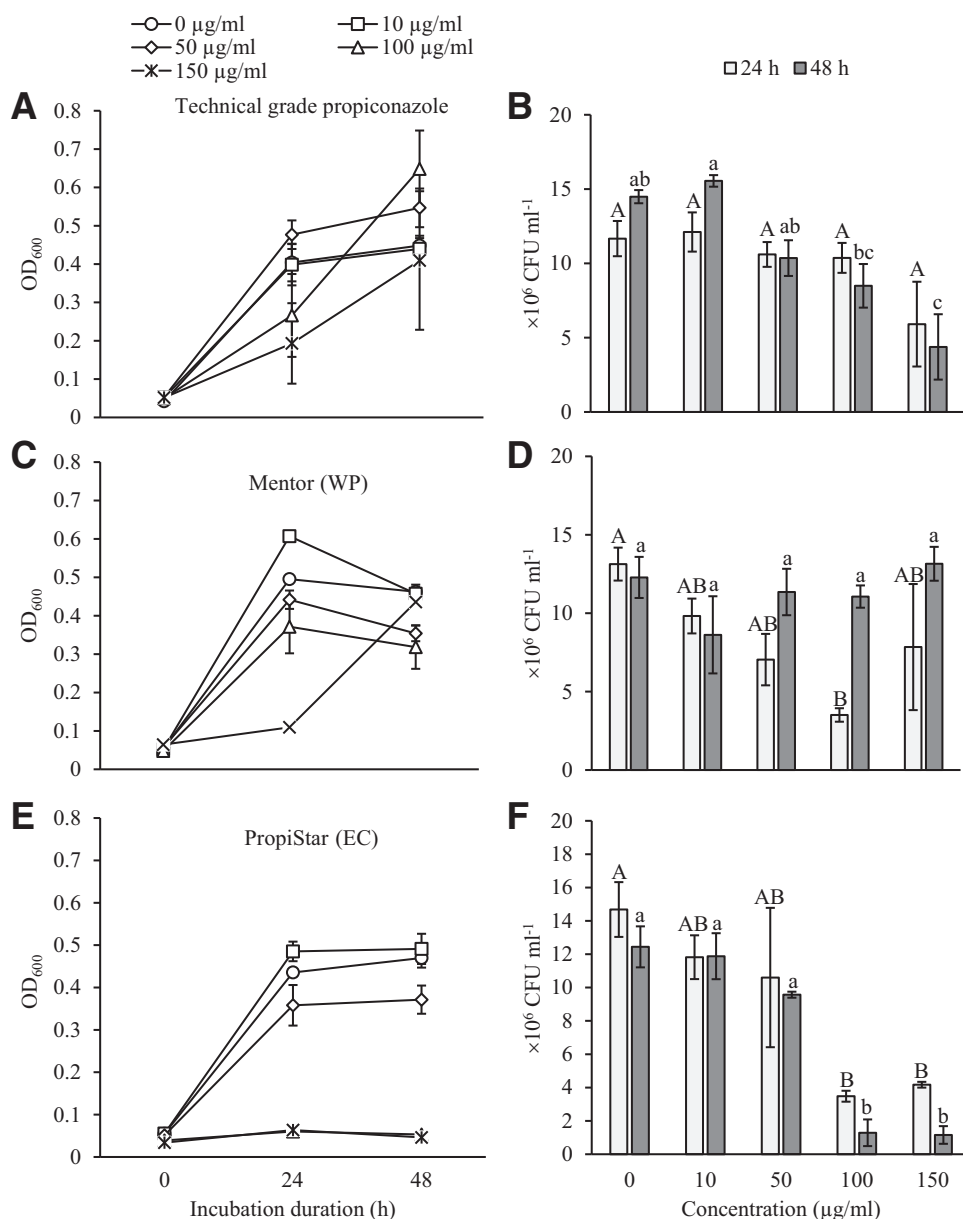 0 µg/ml
10 µg/ml
50 µg/ml
100 µg/ml
150 µg/ml
24 h 48 h
A
Technical grade propiconazole
0.8
0.7
0.6
0.5
0.4
0.3
0.2
0.1
0
OD600
B
20
15
10
5
0
×10⁶ CFU ml⁻¹
A ab
A a
A ab
A bc
A c
C
Mentor (WP)
0.8
0.7
0.6
0.5
0.4
0.3
0.2
0.1
0
OD600
D
20
15
10
5
0
×10⁶ CFU ml⁻¹
A a
AB a
AB a
B a
AB a
E
PropiStar (EC)
0.8
0.7
0.6
0.5
0.4
0.3
0.2
0.1
0
OD600
0 24 48
Incubation duration (h)
F
20
18
16
14
12
10
8
6
4
2
0
×10⁶ CFU ml⁻¹
A a
AB a
AB a
B b
B b
0 10 50 100 150
Concentration (µg/ml)